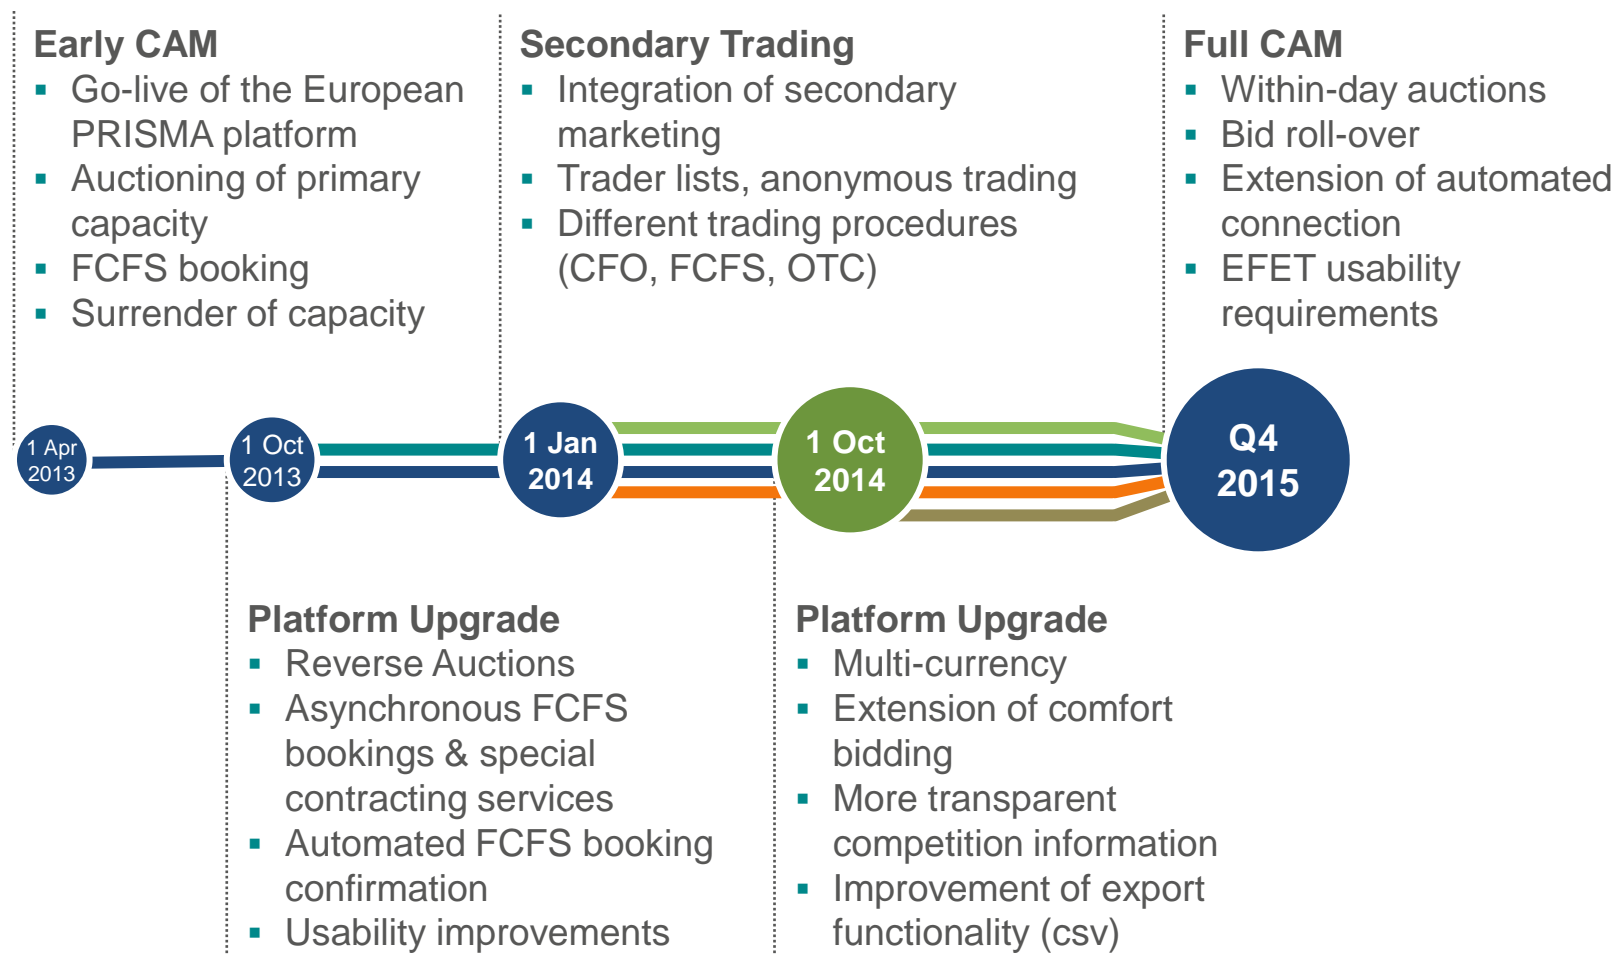 Early CAM
▪ Go-live of the European
PRISMA platform
▪ Auctioning of primary
capacity
▪ FCFS booking
▪ Surrender of capacity
Secondary Trading
▪ Integration of secondary
marketing
▪ Trader lists, anonymous trading
▪ Different trading procedures
(CFO, FCFS, OTC)
Full CAM
▪ Within-day auctions
▪ Bid roll-over
▪ Extension of automated
connection
▪ EFET usability
requirements
1 Apr
2013
1 Oct
2013
1 Jan
2014
1 Oct
2014
Q4
2015
Platform Upgrade
▪ Reverse Auctions
▪ Asynchronous FCFS
bookings & special
contracting services
▪ Automated FCFS booking
confirmation
▪ Usability improvements
Platform Upgrade
▪ Multi-currency
▪ Extension of comfort
bidding
▪ More transparent
competition information
▪ Improvement of export
functionality (csv)